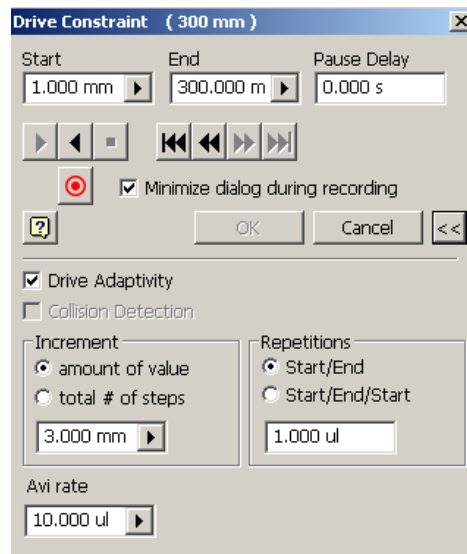 Drive Constraint ( 300 mm )
Start End Pause Delay
1.000 mm 300.000 m 0.000 s
Minimize dialog during recording
OK Cancel <<
Drive Adaptivity
Collision Detection
Increment Repetitions
amount of value Start/End
total # of steps Start/End/Start
3.000 mm 1.000 ul
Avi rate
10.000 ul